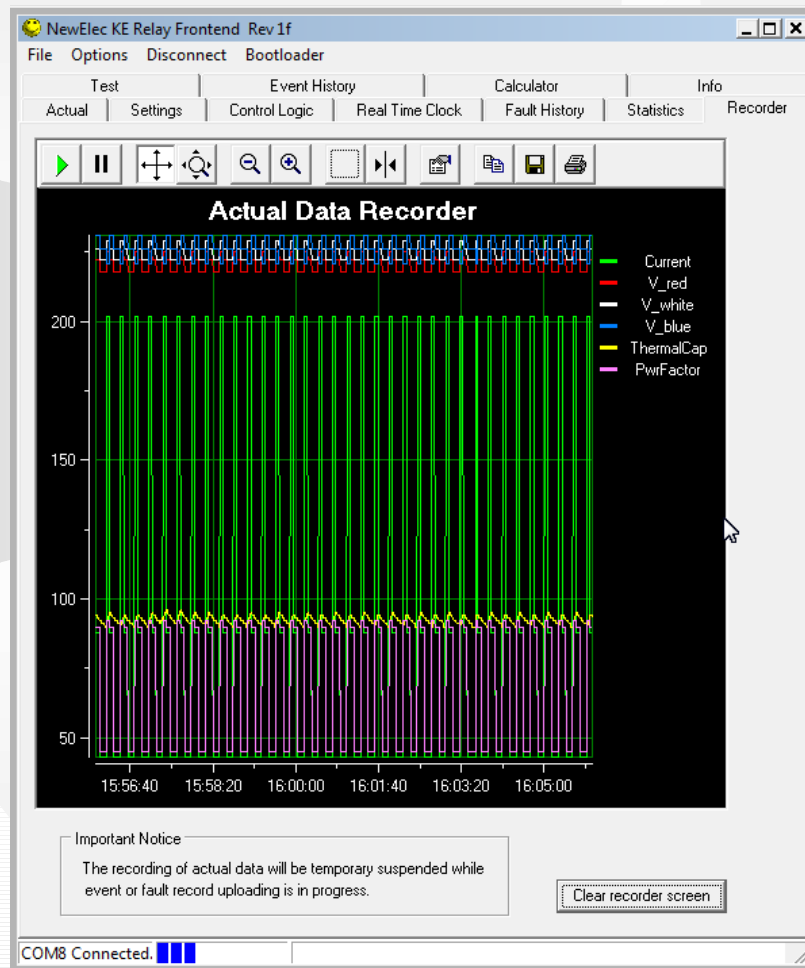 NewElec KE Relay Frontend Rev 1f
File Options Disconnect Bootloader
Test Event History Calculator Info
Actual Settings Control Logic Real Time Clock Fault History Statistics Recorder
Actual Data Recorder
Current
V_red
V_white
V_blue
ThermalCap
PwrFactor
200
150
100
50
15:56:40 15:58:20 16:00:00 16:01:40 16:03:20 16:05:00
Important Notice
The recording of actual data will be temporary suspended while
event or fault record uploading is in progress.
Clear recorder screen
COM8 Connected.